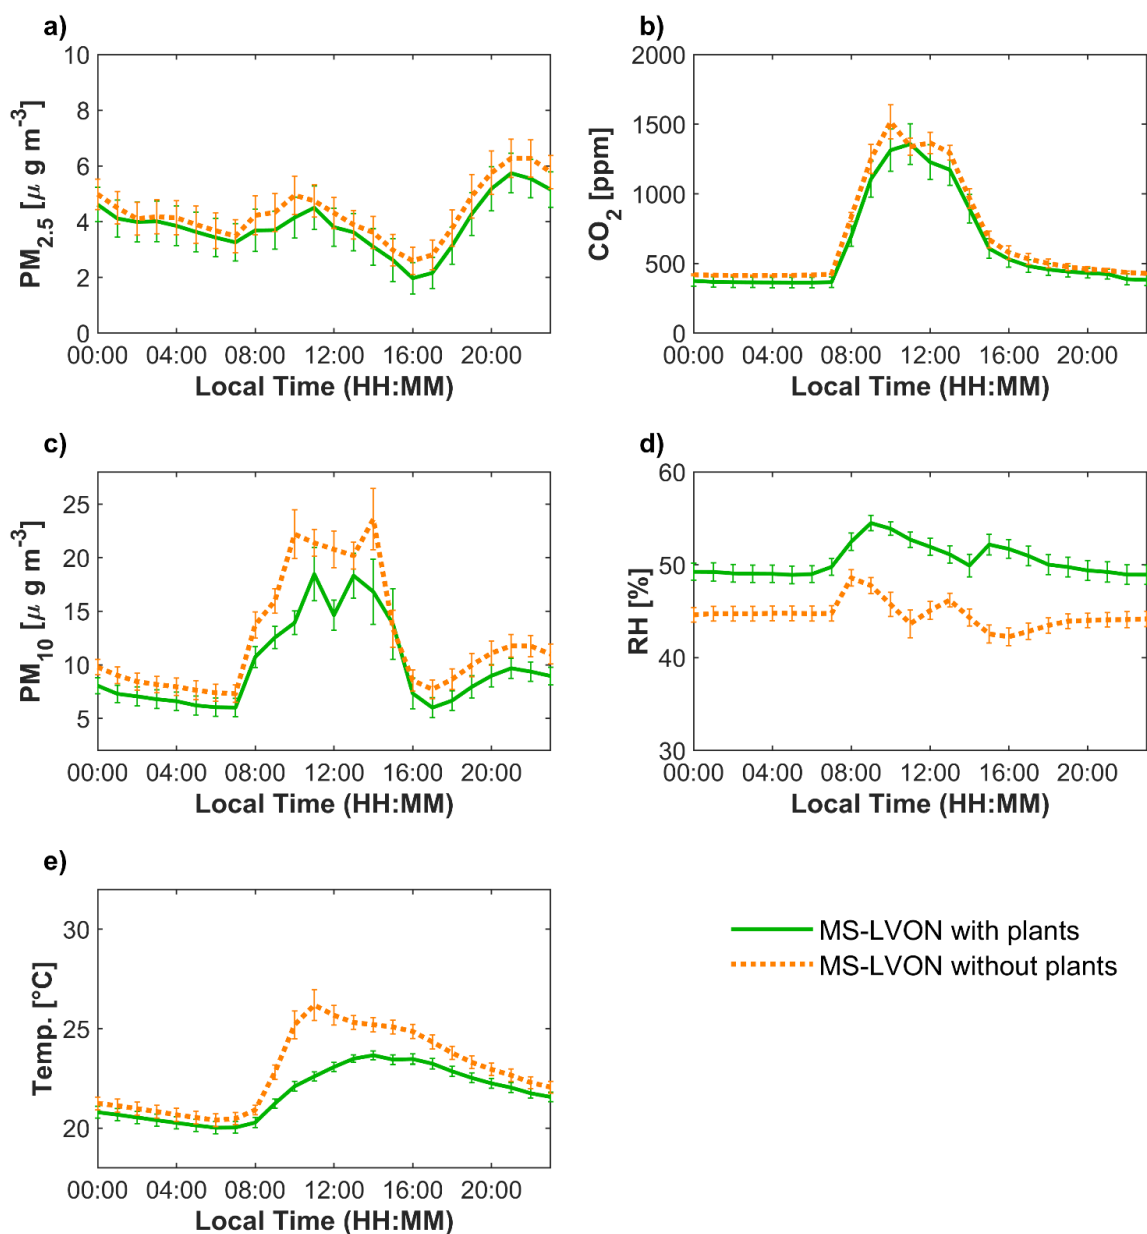 a)
PM2.5 [μ g m-3]
10
8
6
4
2
0
00:00 04:00 08:00 12:00 16:00 20:00
Local Time (HH:MM)
b)
CO2 [ppm]
2000
1500
1000
500
0
00:00 04:00 08:00 12:00 16:00 20:00
Local Time (HH:MM)
c)
PM10 [μ g m-3]
25
20
15
10
5
00:00 04:00 08:00 12:00 16:00 20:00
Local Time (HH:MM)
d)
RH [%]
60
50
40
30
00:00 04:00 08:00 12:00 16:00 20:00
Local Time (HH:MM)
e)
Temp. [°C]
30
25
20
00:00 04:00 08:00 12:00 16:00 20:00
Local Time (HH:MM)
MS-LVON with plants
MS-LVON without plants